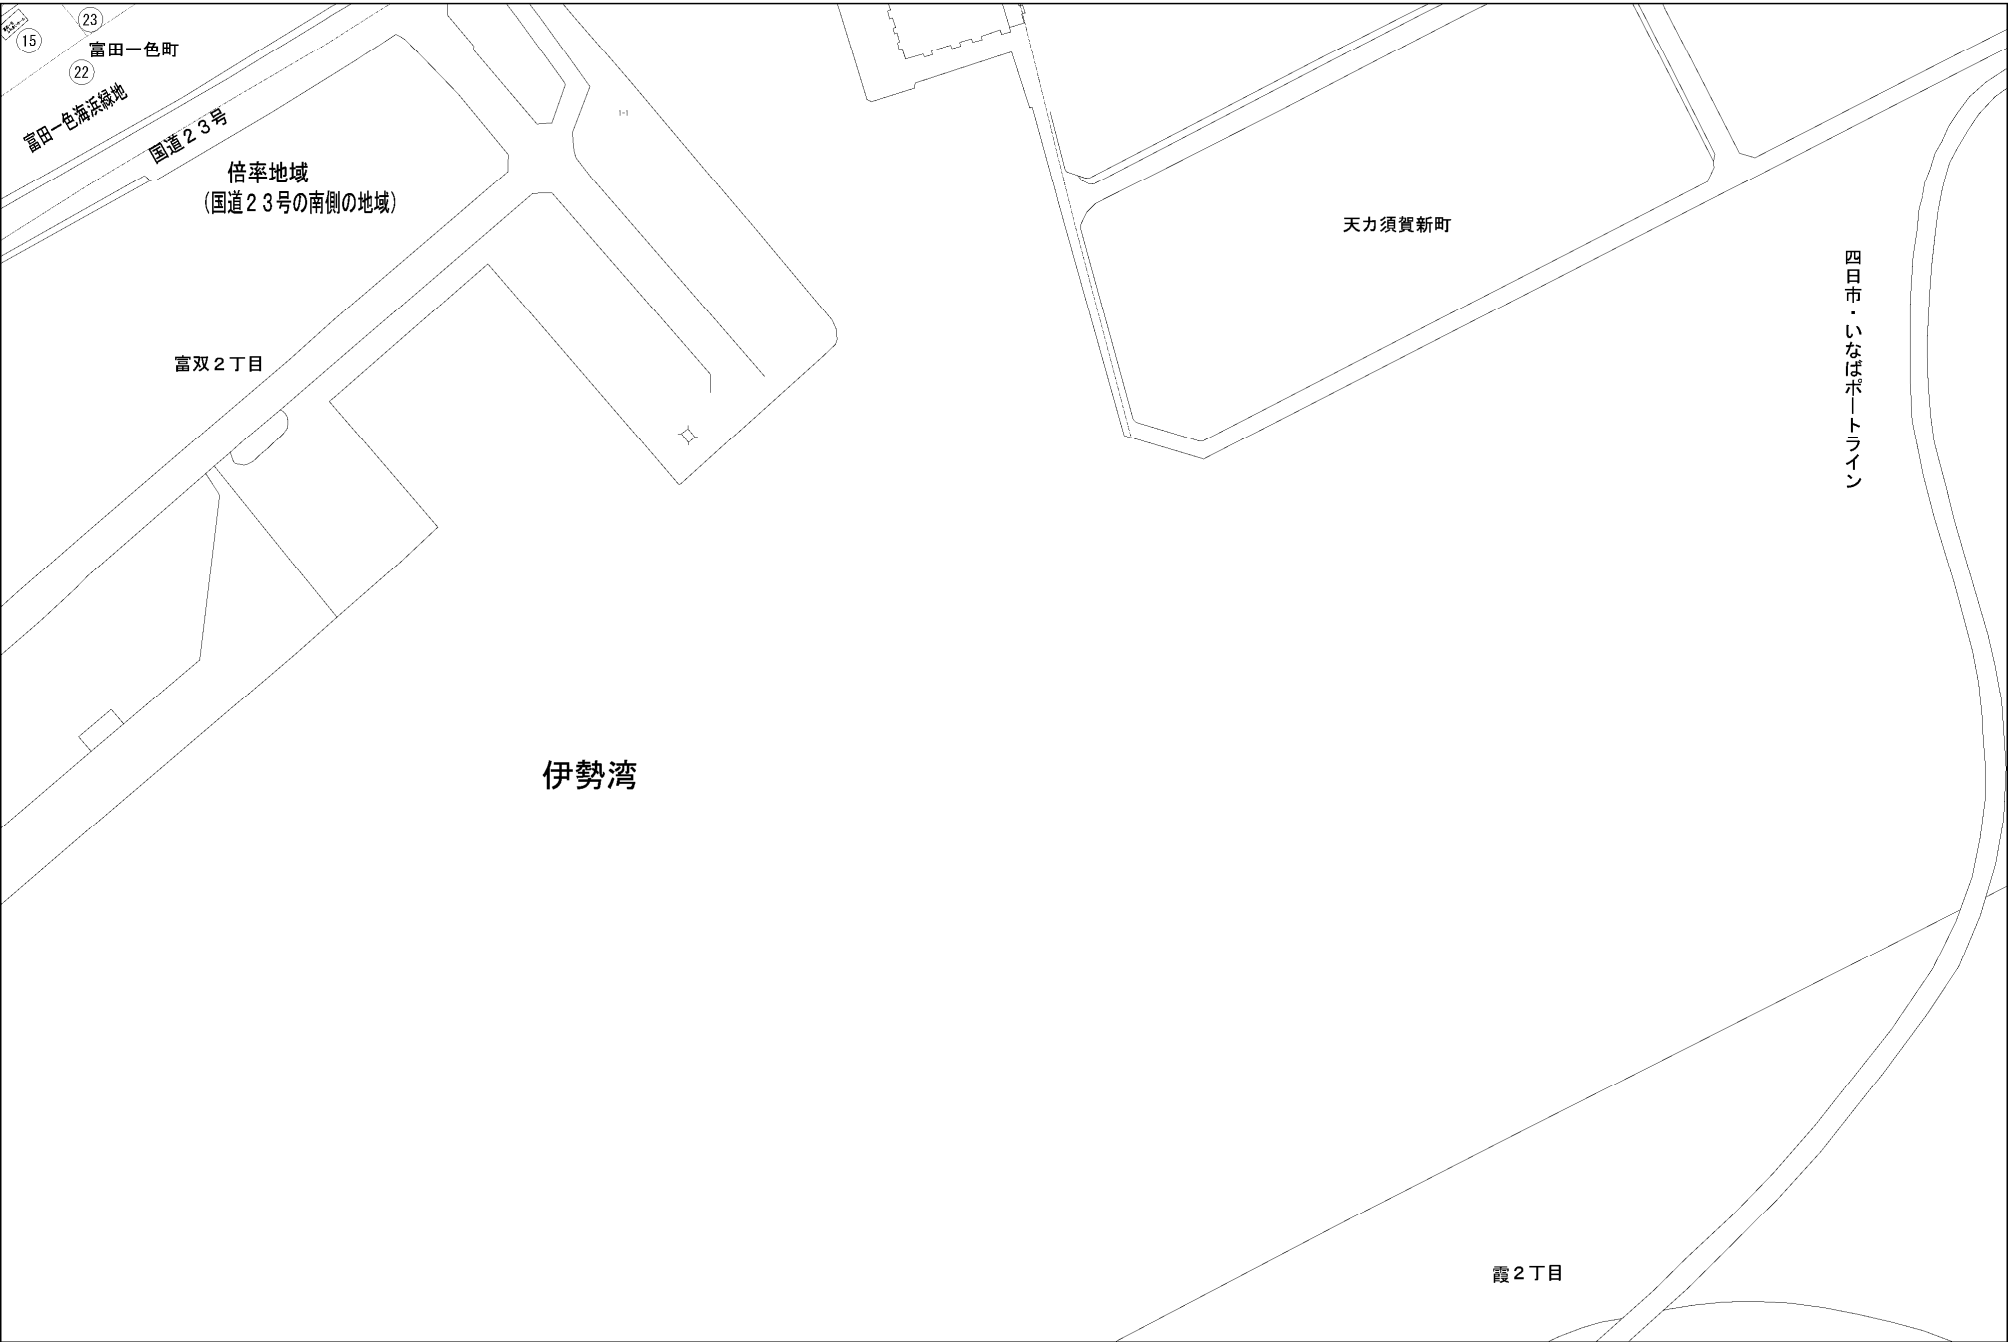 23
15
富田一色町
22
富田一色海浜緑地
国道２３号
倍率地域
(国道２３号の南側の地域)
1-1
天力須賀新町
四日市・いなばポートライン
富双２丁目
伊勢湾
霞２丁目